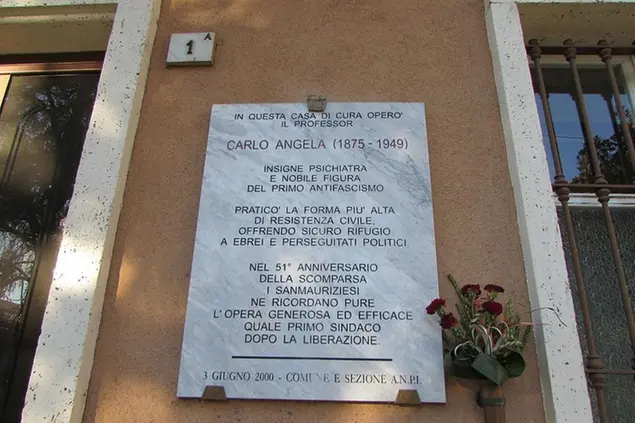 1 A
IN QUESTA CASA DI CURA OPERO'
IL PROFESSOR
CARLO ANGELA (1875-1949)
INSIGNE PSICHIATRA
E NOBILE FIGURA
DEL PRIMO ANTIFASCISMO
PRATICO' LA FORMA PIU' ALTA
DI RESISTENZA CIVILE,
OFFRENDO SICURO RIFUGIO
A EBREI E PERSEGUITATI POLITICI
NEL 51° ANNIVERSARIO
DELLA SCOMPARSA
I SANMAURIZIESI
NE RICORDANO PURE
L'OPERA GENEROSA ED EFFICACE
QUALE PRIMO SINDACO
DOPO LA LIBERAZIONE.
3 GIUGNO 2000 - COMUNE E SEZIONE A.N.P.I.